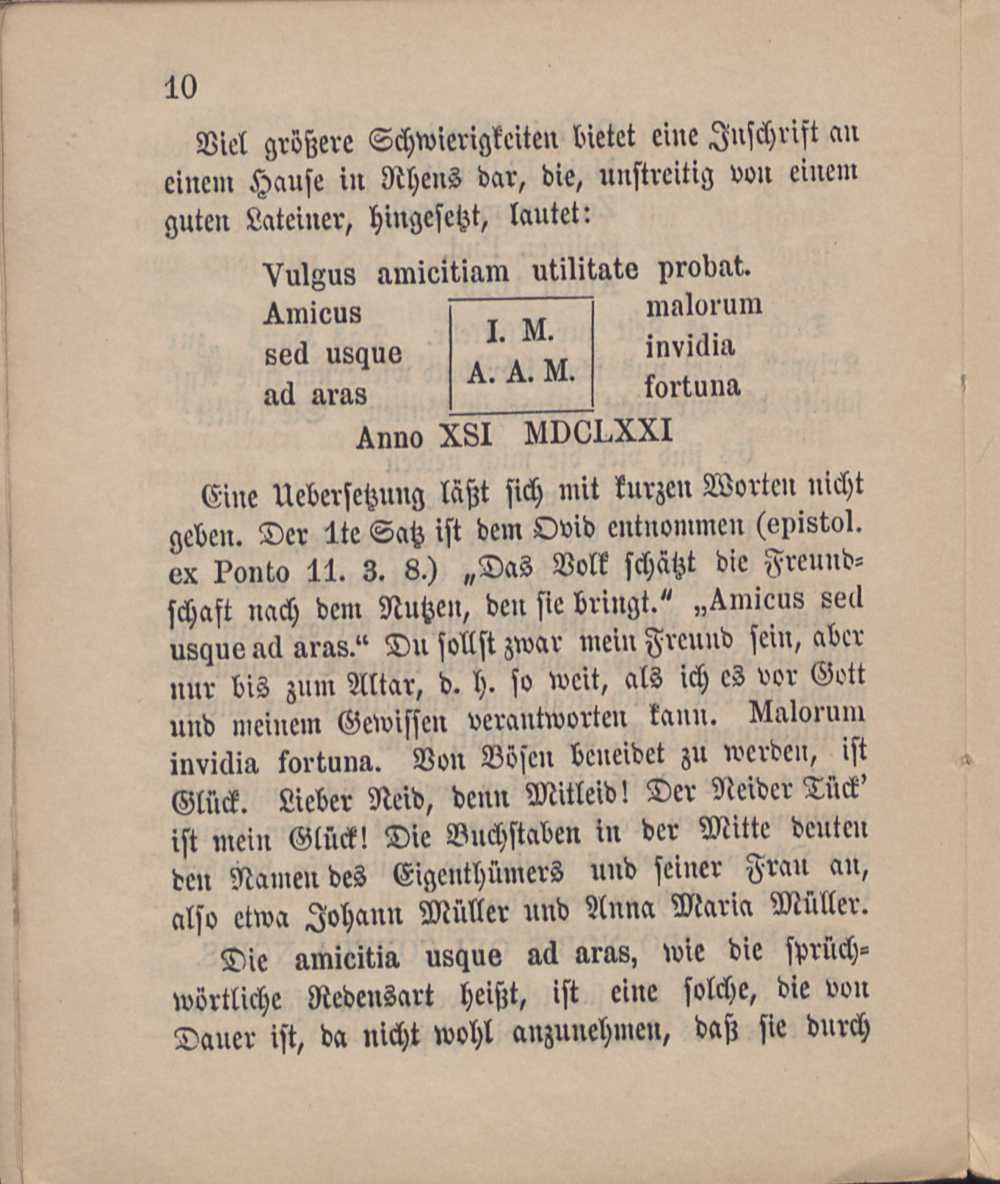 10
Viel größere Schwierigkeiten bietet eine Inschrift an
einem Hause in Rhens dar, die, unstreitig von einem
guten Lateiner, hingesetzt, lautet:
Vulgus amicitiam utilitate probat.
Amicus I. M. malorum
sed usque A. A. M. invidia
ad aras fortuna
Anno XSI MDCLXXI
Eine Uebersetzung läßt sich mit kurzen Worten nicht
geben. Der 1te Satz ist dem Ovid entnommen (epistol.
ex Ponto 11. 3. 8.) „Das Volk schätzt die Freund-
schaft nach dem Nutzen, den sie bringt.“ „Amicus sed
usque ad aras.“ Du sollst zwar mein Freund sein, aber
nur bis zum Altar, d. h. so weit, als ich es vor Gott
und meinem Gewissen verantworten kann. Malorum
invidia fortuna. Von Bösen beneidet zu werden, ist
Glück. Lieber Neid, denn Mitleid! Der Neider Tück’
ist mein Glück! Die Buchstaben in der Mitte deuten
den Namen des Eigenthümers und seiner Frau an,
also etwa Johann Müller und Anna Maria Müller.
Die amicitia usque ad aras, wie die sprüch-
wörtliche Redensart heißt, ist eine solche, die von
Dauer ist, da nicht wohl anzunehmen, daß sie durch